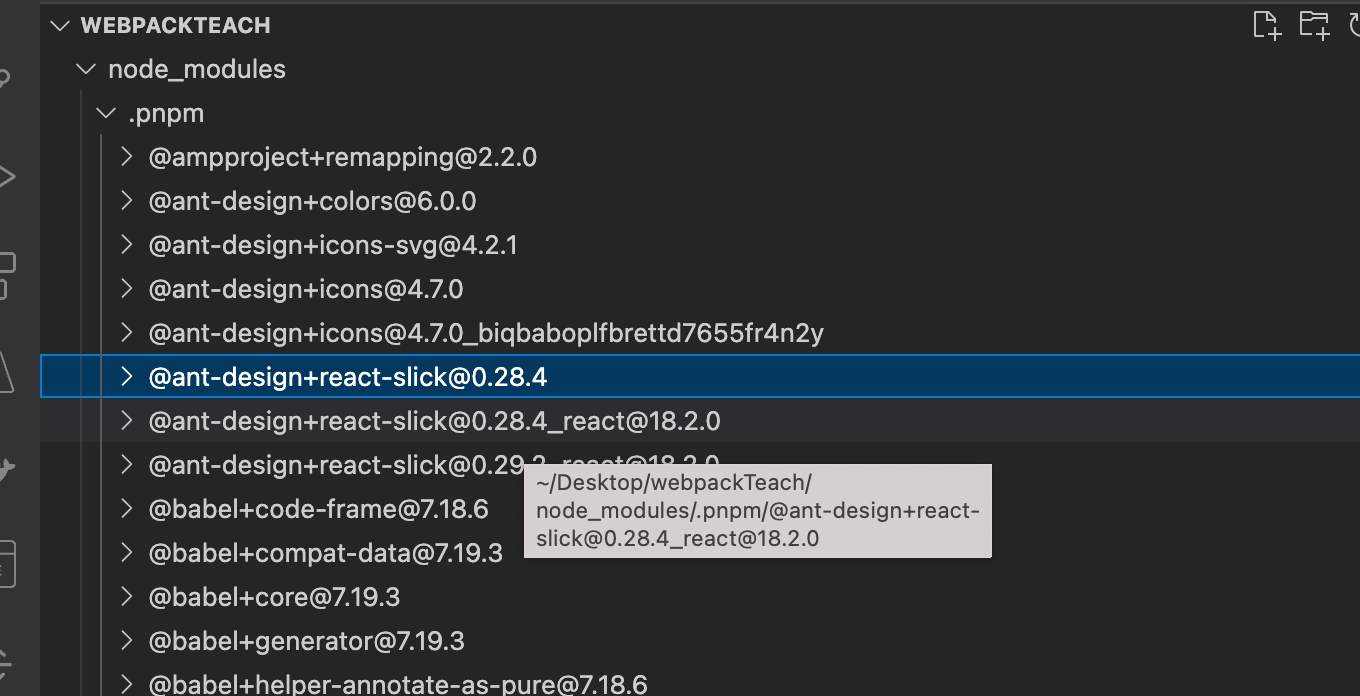 WEBPACKTEACH
node_modules
.pnpm
@ampproject+remapping@2.2.0
@ant-design+colors@6.0.0
@ant-design+icons-svg@4.2.1
@ant-design+icons@4.7.0
@ant-design+icons@4.7.0_biqbaboplfbrettd7655fr4n2y
@ant-design+react-slick@0.28.4
@ant-design+react-slick@0.28.4_react@18.2.0
@ant-design+react-slick@0.29.2_react@18.2.0
~/Desktop/webpackTeach/
node_modules/.pnpm/@ant-design+react-
slick@0.28.4_react@18.2.0
@babel+code-frame@7.18.6
@babel+compat-data@7.19.3
@babel+core@7.19.3
@babel+generator@7.19.3
@babel+helper-annotate-as-pure@7.18.6